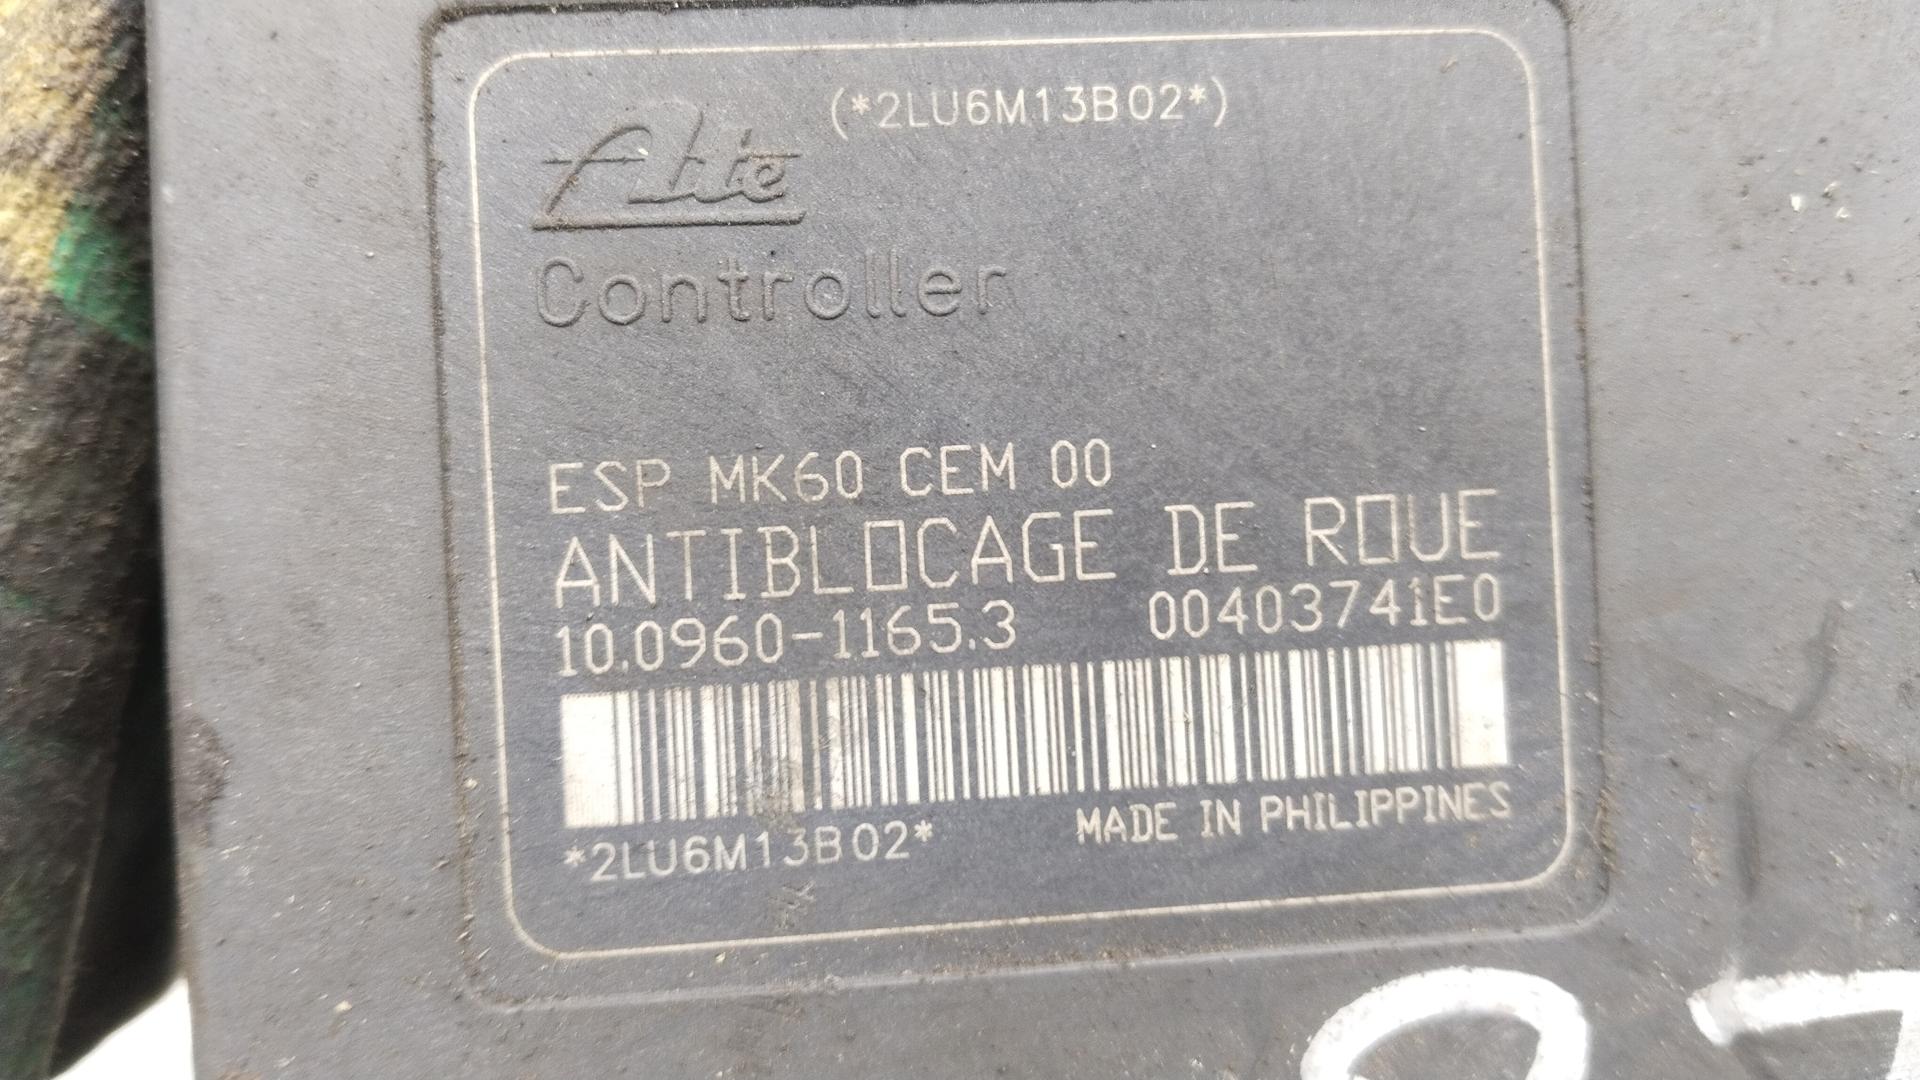 (*2LU6M13B02*)
Ate
Controller
ESP MK60 CEM 00
ANTIBLOCAGE DE ROUE
10.0960-1165.3 00403741E0
*2LU6M13B02* MADE IN PHILIPPINES